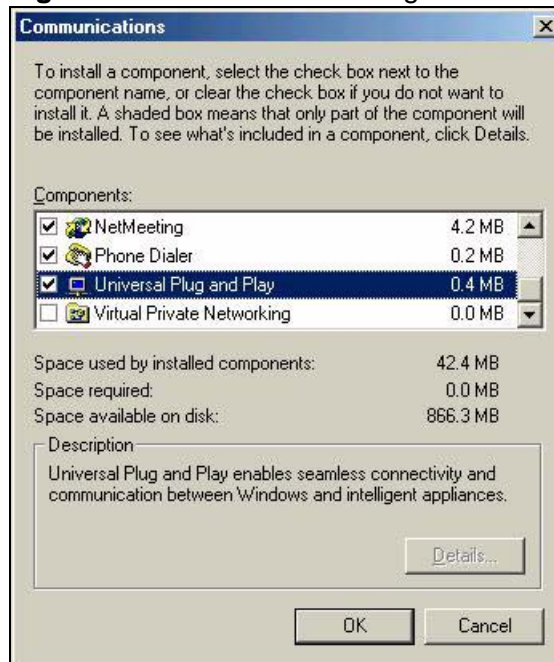 Communications
To install a component, select the check box next to the
component name, or clear the check box if you do not want to
install it. A shaded box means that only part of the component will
be installed. To see what's included in a component, click Details.
Components:
NetMeeting 4.2 MB
Phone Dialer 0.2 MB
Universal Plug and Play 0.4 MB
Virtual Private Networking 0.0 MB
Space used by installed components: 42.4 MB
Space required: 0.0 MB
Space available on disk: 866.3 MB
Description
Universal Plug and Play enables seamless connectivity and
communication between Windows and intelligent appliances.
Details...
OK Cancel